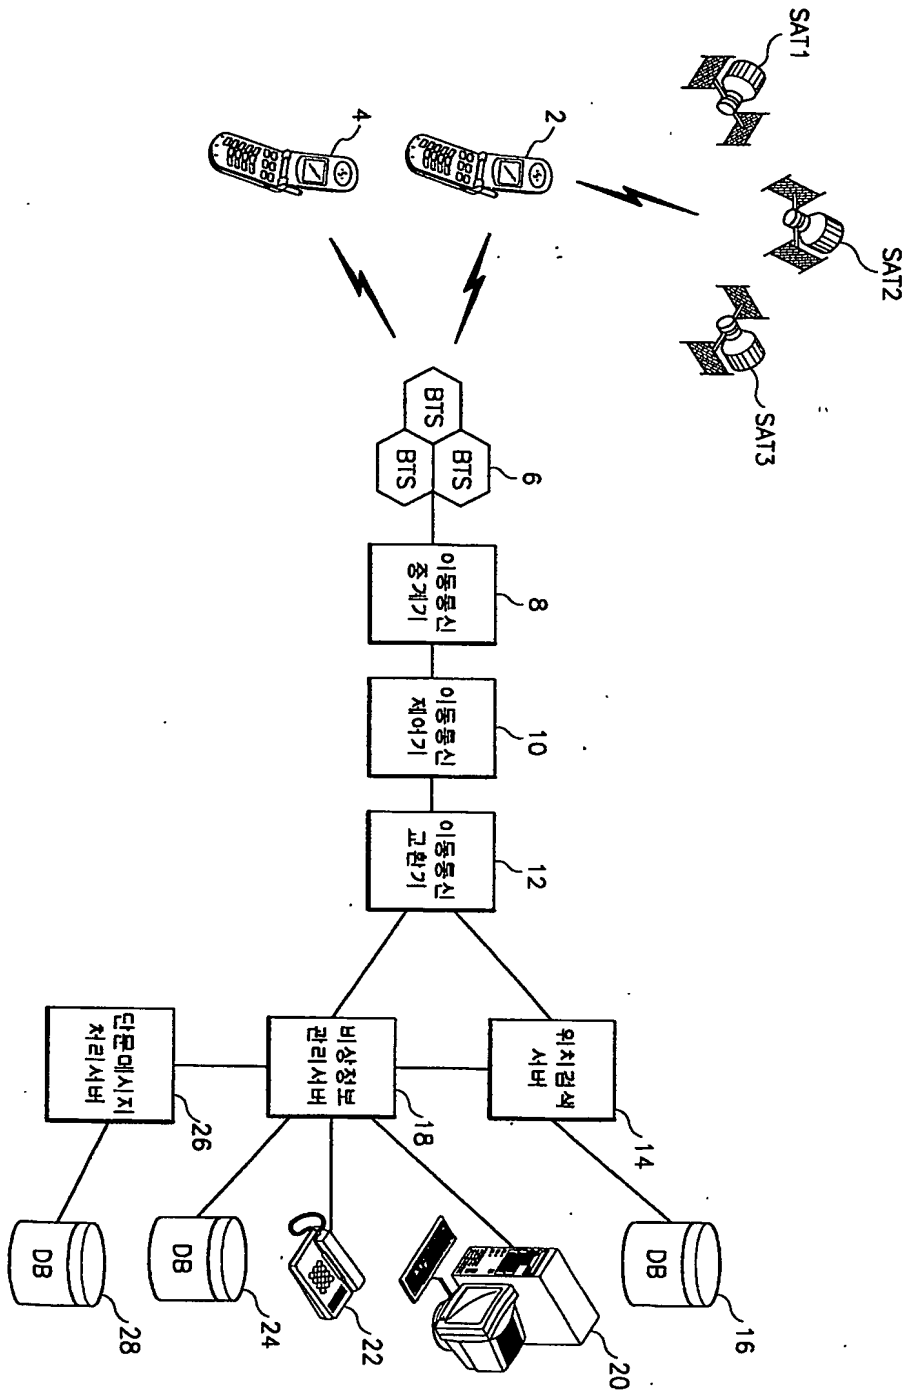 SAT1
SAT2
SAT3
2
4
BTS
BTS
BTS
6
이동통신
중계기
8
이동통신
제어기
10
이동통신
교환기
12
위치검색
서버
14
DB
16
비상정보
관리서버
18
20
22
DB
24
단문메시지
처리서버
26
DB
28